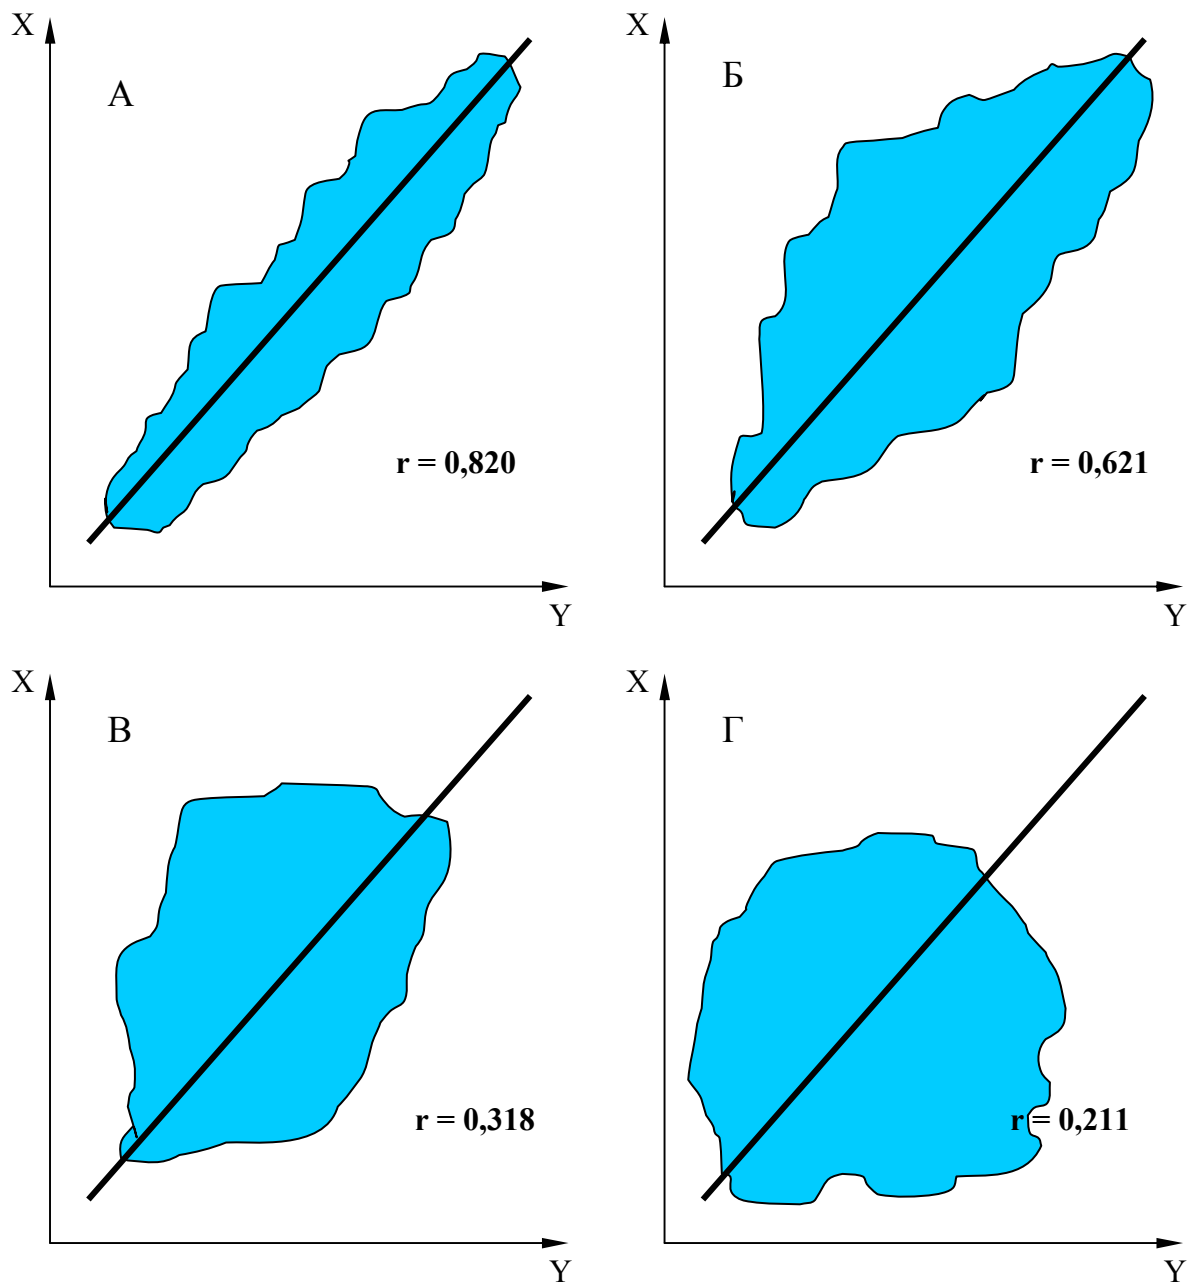 X
А
r = 0,820
Y
X
Б
r = 0,621
Y
X
В
r = 0,318
Y
X
Г
r = 0,211
Y